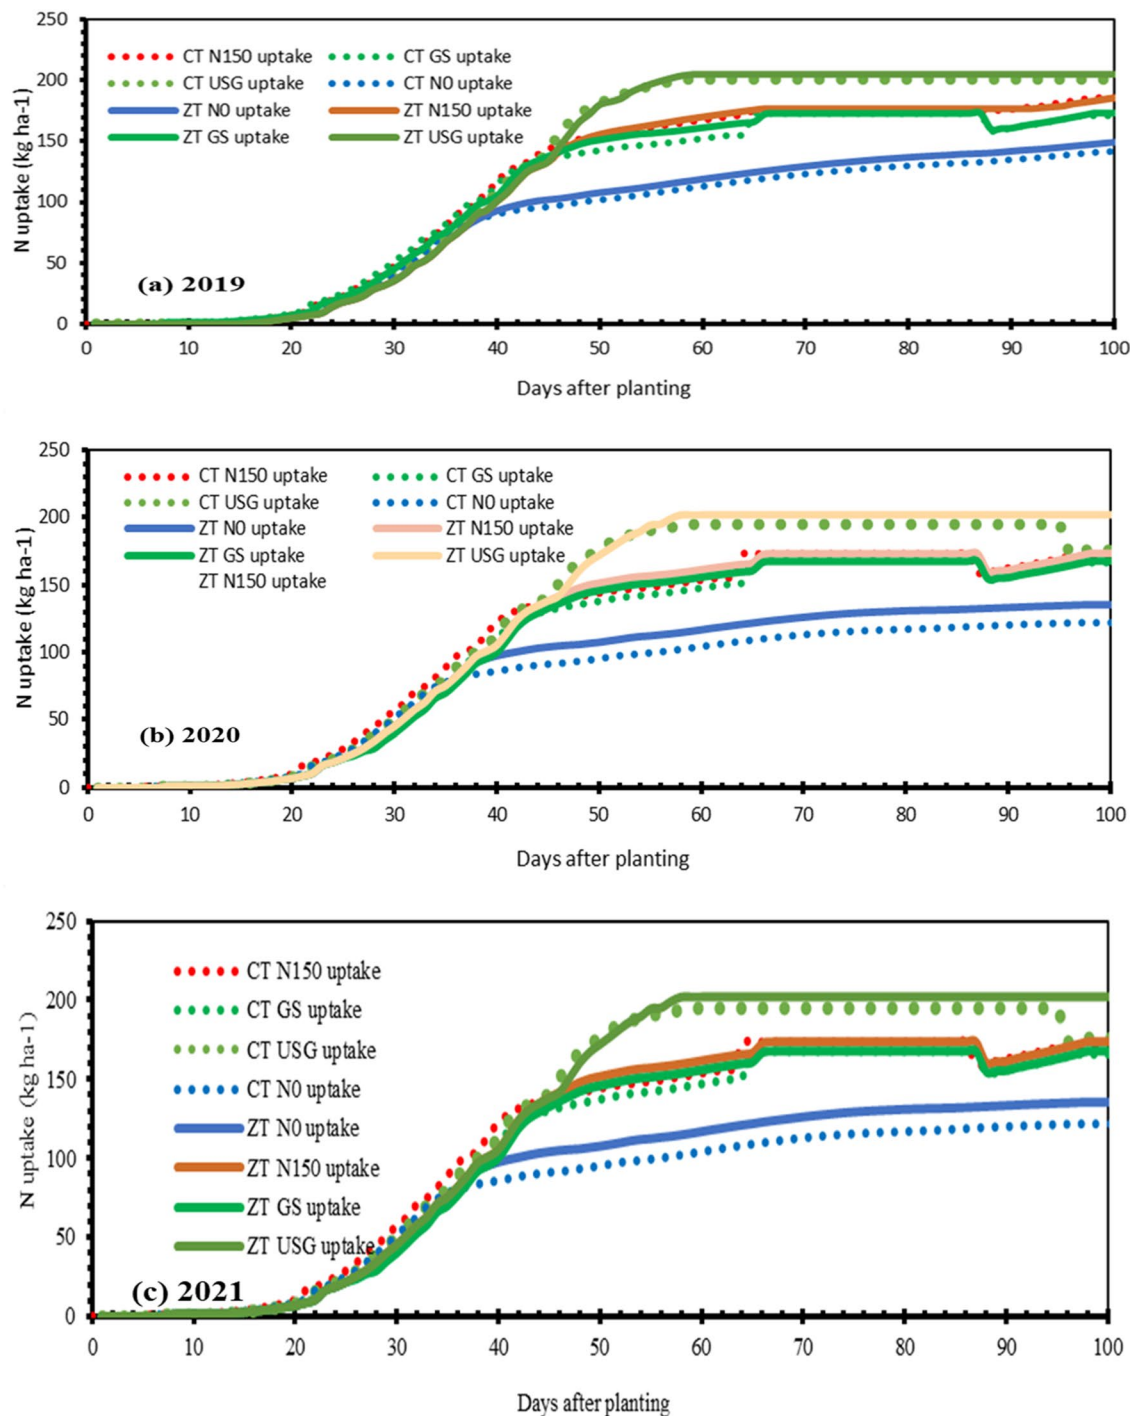 250
200
150
100
50
0
N uptake (kg ha-1)
CT N150 uptake CT GS uptake
CT USG uptake CT N0 uptake
ZT N0 uptake ZT N150 uptake
ZT GS uptake ZT USG uptake
(a) 2019
0 10 20 30 40 50 60 70 80 90 100
Days after planting
250
200
150
100
50
0
N uptake (kg ha-1)
CT N150 uptake CT GS uptake
CT USG uptake CT N0 uptake
ZT N0 uptake ZT N150 uptake
ZT GS uptake ZT USG uptake
ZT N150 uptake
(b) 2020
0 10 20 30 40 50 60 70 80 90 100
Days after planting
250
200
150
100
50
0
N uptake (kg ha-1)
CT N150 uptake
CT GS uptake
CT USG uptake
CT N0 uptake
ZT N0 uptake
ZT N150 uptake
ZT GS uptake
ZT USG uptake
(c) 2021
0 10 20 30 40 50 60 70 80 90 100
Days after planting